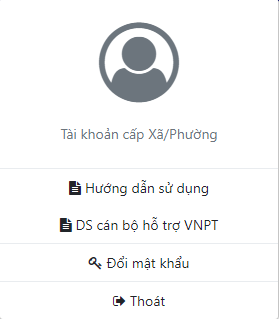 Tài khoản cấp Xã/Phường
Hướng dẫn sử dụng
DS cán bộ hỗ trợ VNPT
Đổi mật khẩu
Thoát